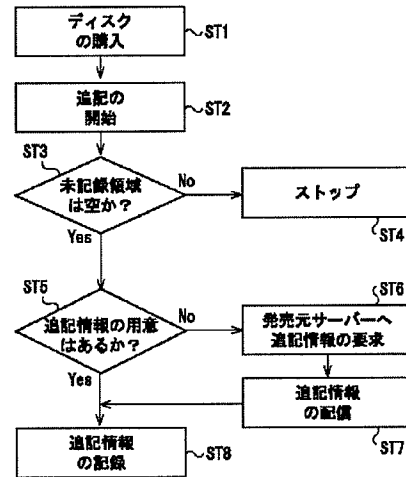 ディスク
の購入
ST1
追記の
開始
ST2
ST3
未記録領域
は空か？
No
ストップ
ST4
Yes
ST5
追記情報の用意
はあるか？
No
ST6
発売元サーバーへ
追記情報の要求
Yes
追記情報
の配信
ST7
追記情報
の記録
ST8